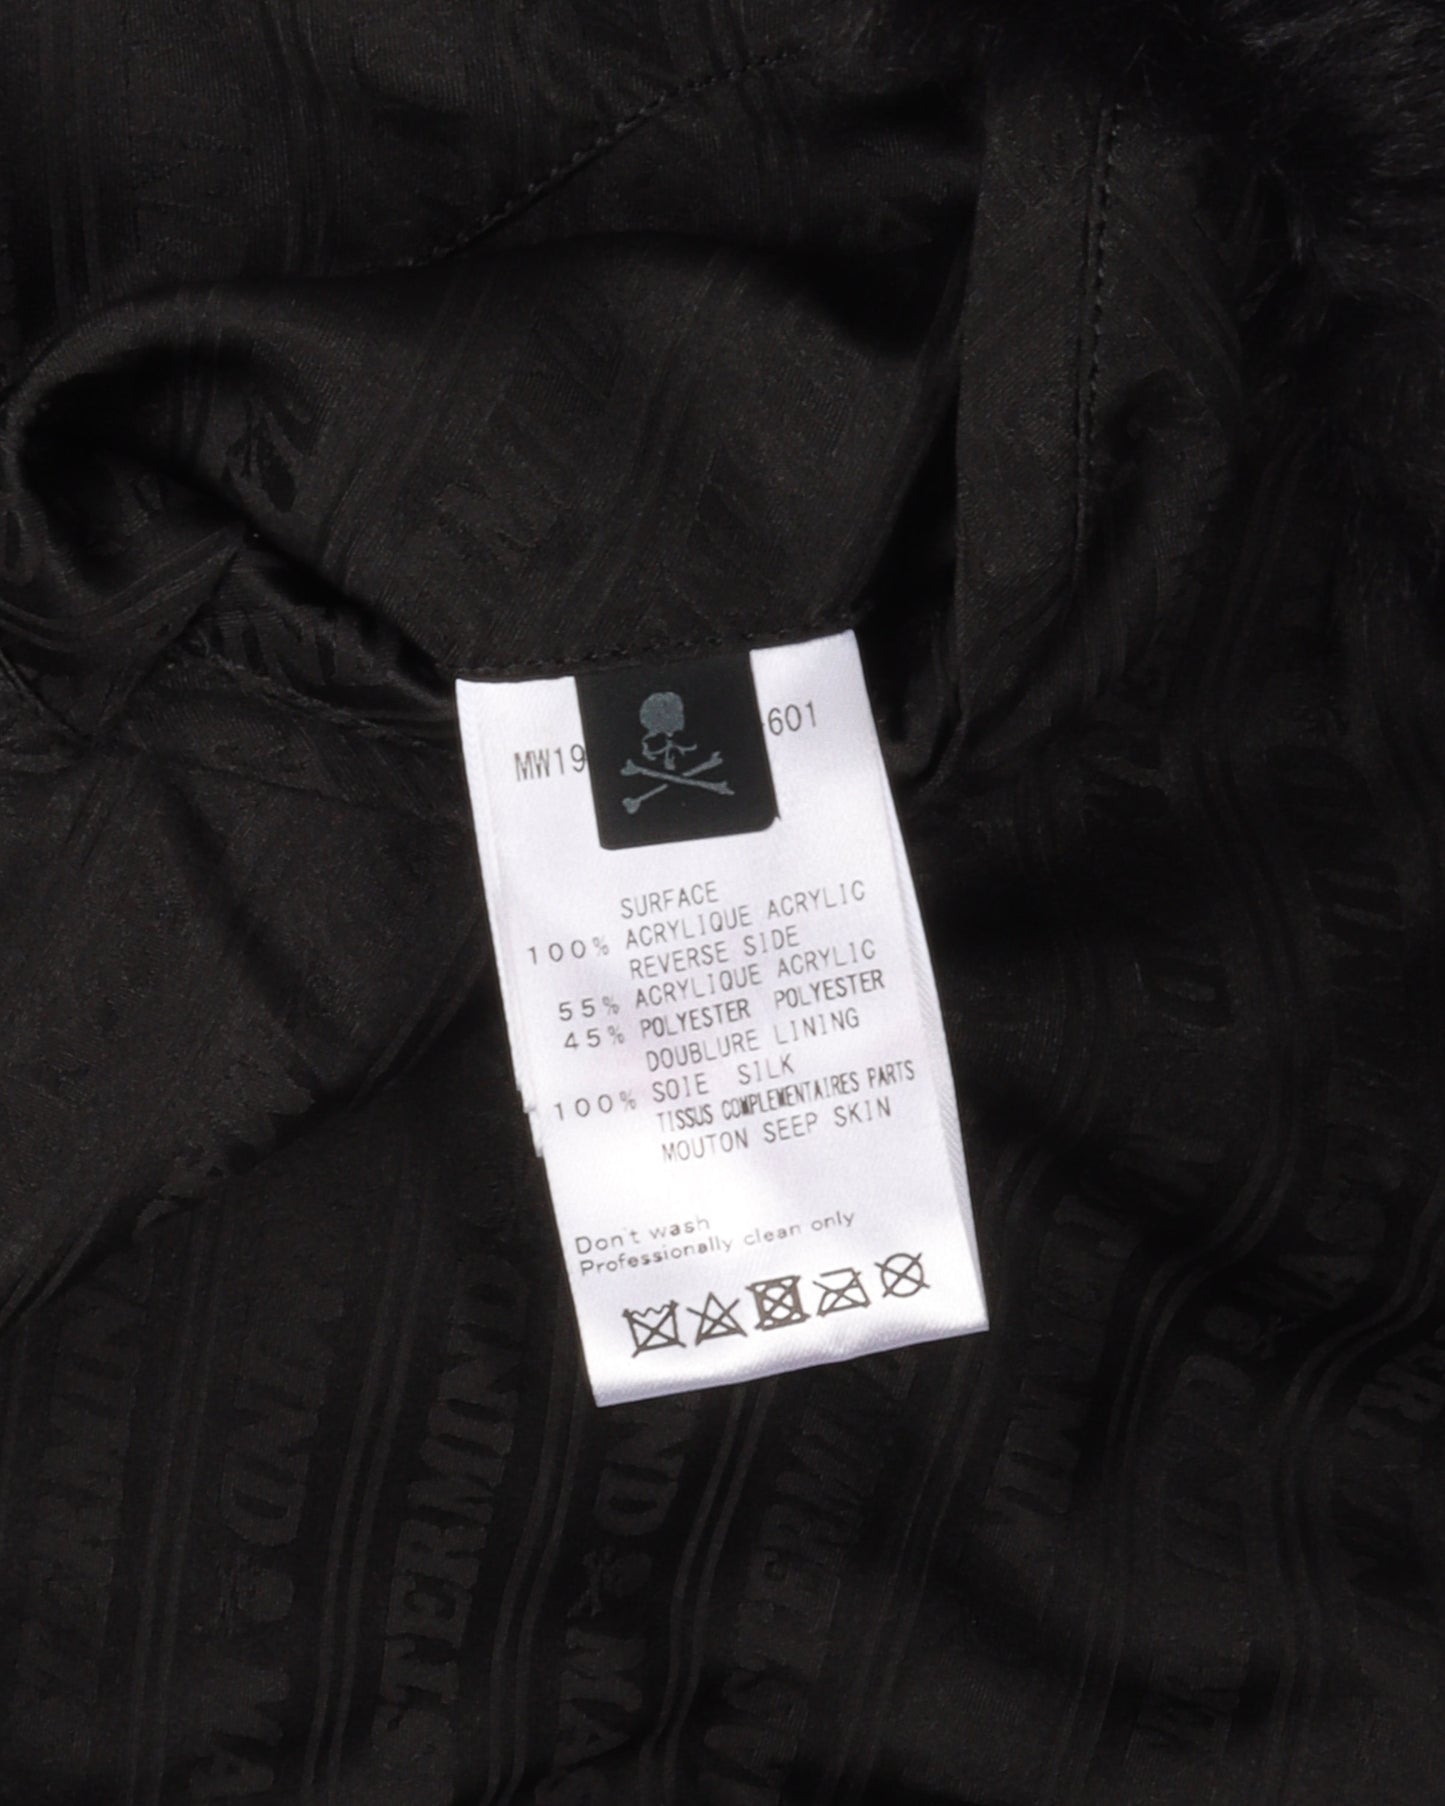 MW19
-601
SURFACE
100% ACRYLIQUE ACRYLIC
REVERSE SIDE
55% ACRYLIQUE ACRYLIC
45% POLYESTER POLYESTER
DOUBLURE LINING
100% SOIE SILK
TISSUS COMPLEMENTAIRES PARTS
MOUTON SEEP SKIN
Don't wash
Professionally clean only